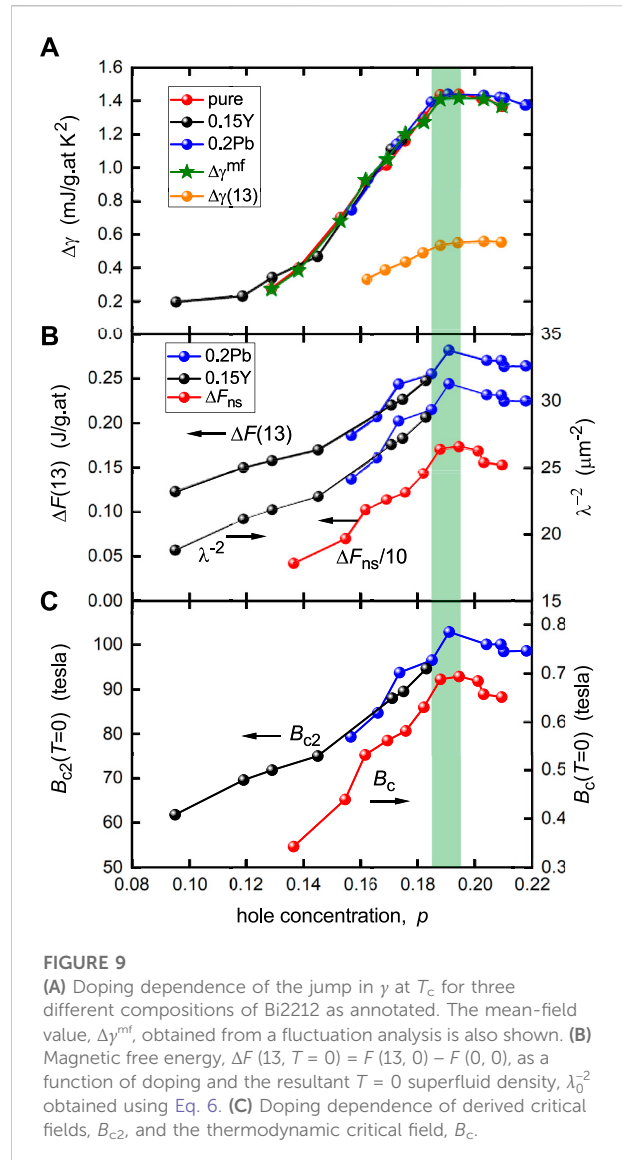 A
1.6
1.4
1.2
1.0
0.8
0.6
0.4
0.2
0.0
Δγ (mJ/g.at K²)
pure
0.15Y
0.2Pb
Δγᵐᶠ
Δγ(13)
B
0.25
0.20
0.15
0.10
0.05
0.00
ΔF(13) (J/g.at)
0.2Pb
0.15Y
ΔF_ns
ΔF(13)
λ⁻²
ΔF_ns/10
35
30
25
20
15
λ⁻² (μm⁻²)
C
100
90
80
70
60
50
B_c2(T=0) (tesla)
B_c2
B_c
0.8
0.7
0.6
0.5
0.4
0.3
B_c(T=0) (tesla)
0.08 0.10 0.12 0.14 0.16 0.18 0.20 0.22
hole concentration, p
FIGURE 9
(A) Doping dependence of the jump in γ at T_c for three
different compositions of Bi2212 as annotated. The mean-field
value, Δγᵐᶠ, obtained from a fluctuation analysis is also shown. (B)
Magnetic free energy, ΔF (13, T = 0) = F (13, 0) – F (0, 0), as a
function of doping and the resultant T = 0 superfluid density, λ₀⁻²
obtained using Eq. 6. (C) Doping dependence of derived critical
fields, B_c2, and the thermodynamic critical field, B_c.